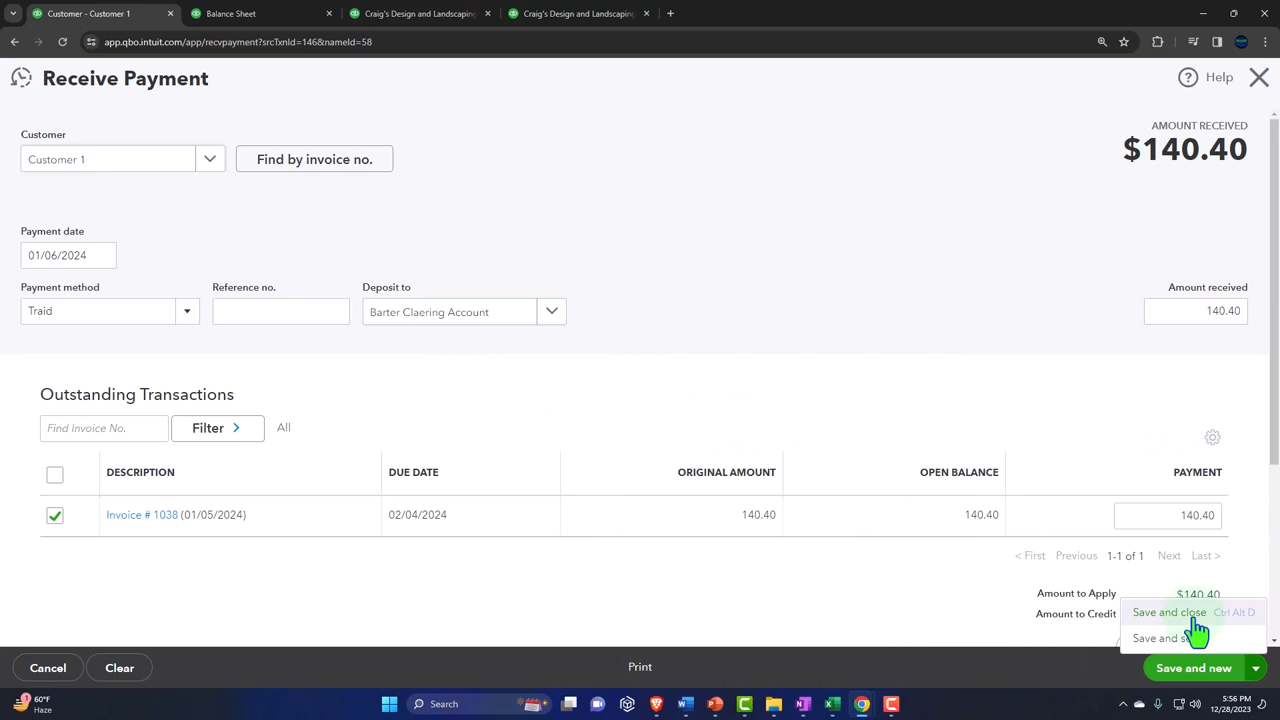 Customer - Customer 1
Balance Sheet
Craig's Design and Landscaping
Craig's Design and Landscaping
app.qbo.intuit.com/app/recvpayment?srcTxnId=146&nameId=58
Receive Payment
Help
Customer
AMOUNT RECEIVED
$140.40
Customer 1
Find by invoice no.
Payment date
01/06/2024
Payment method
Reference no.
Deposit to
Amount received
Traid
Barter Claering Account
140.40
Outstanding Transactions
Find Invoice No.
Filter >
All
DESCRIPTION
DUE DATE
ORIGINAL AMOUNT
OPEN BALANCE
PAYMENT
Invoice # 1038 (01/05/2024)
02/04/2024
140.40
140.40
140.40
< First Previous 1-1 of 1 Next Last >
Amount to Apply
$140.40
Amount to Credit
Save and close Ctrl Alt D
Save and
Cancel
Clear
Print
Save and new
1
60°F
Haze
Search
5:56 PM
12/28/2023